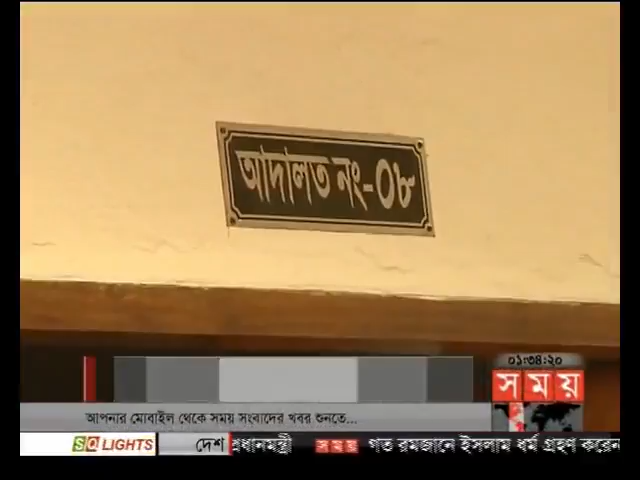 আদালত নং-০৮
০১:৩৪:২০
সময়
আপনার মোবাইল থেকে সময় সংবাদের খবর শুনতে...
SQ LIGHTS দেশ প্রধানমন্ত্রী সময় গত রমজানে ইসলাম ধর্ম গ্রহণ করেন